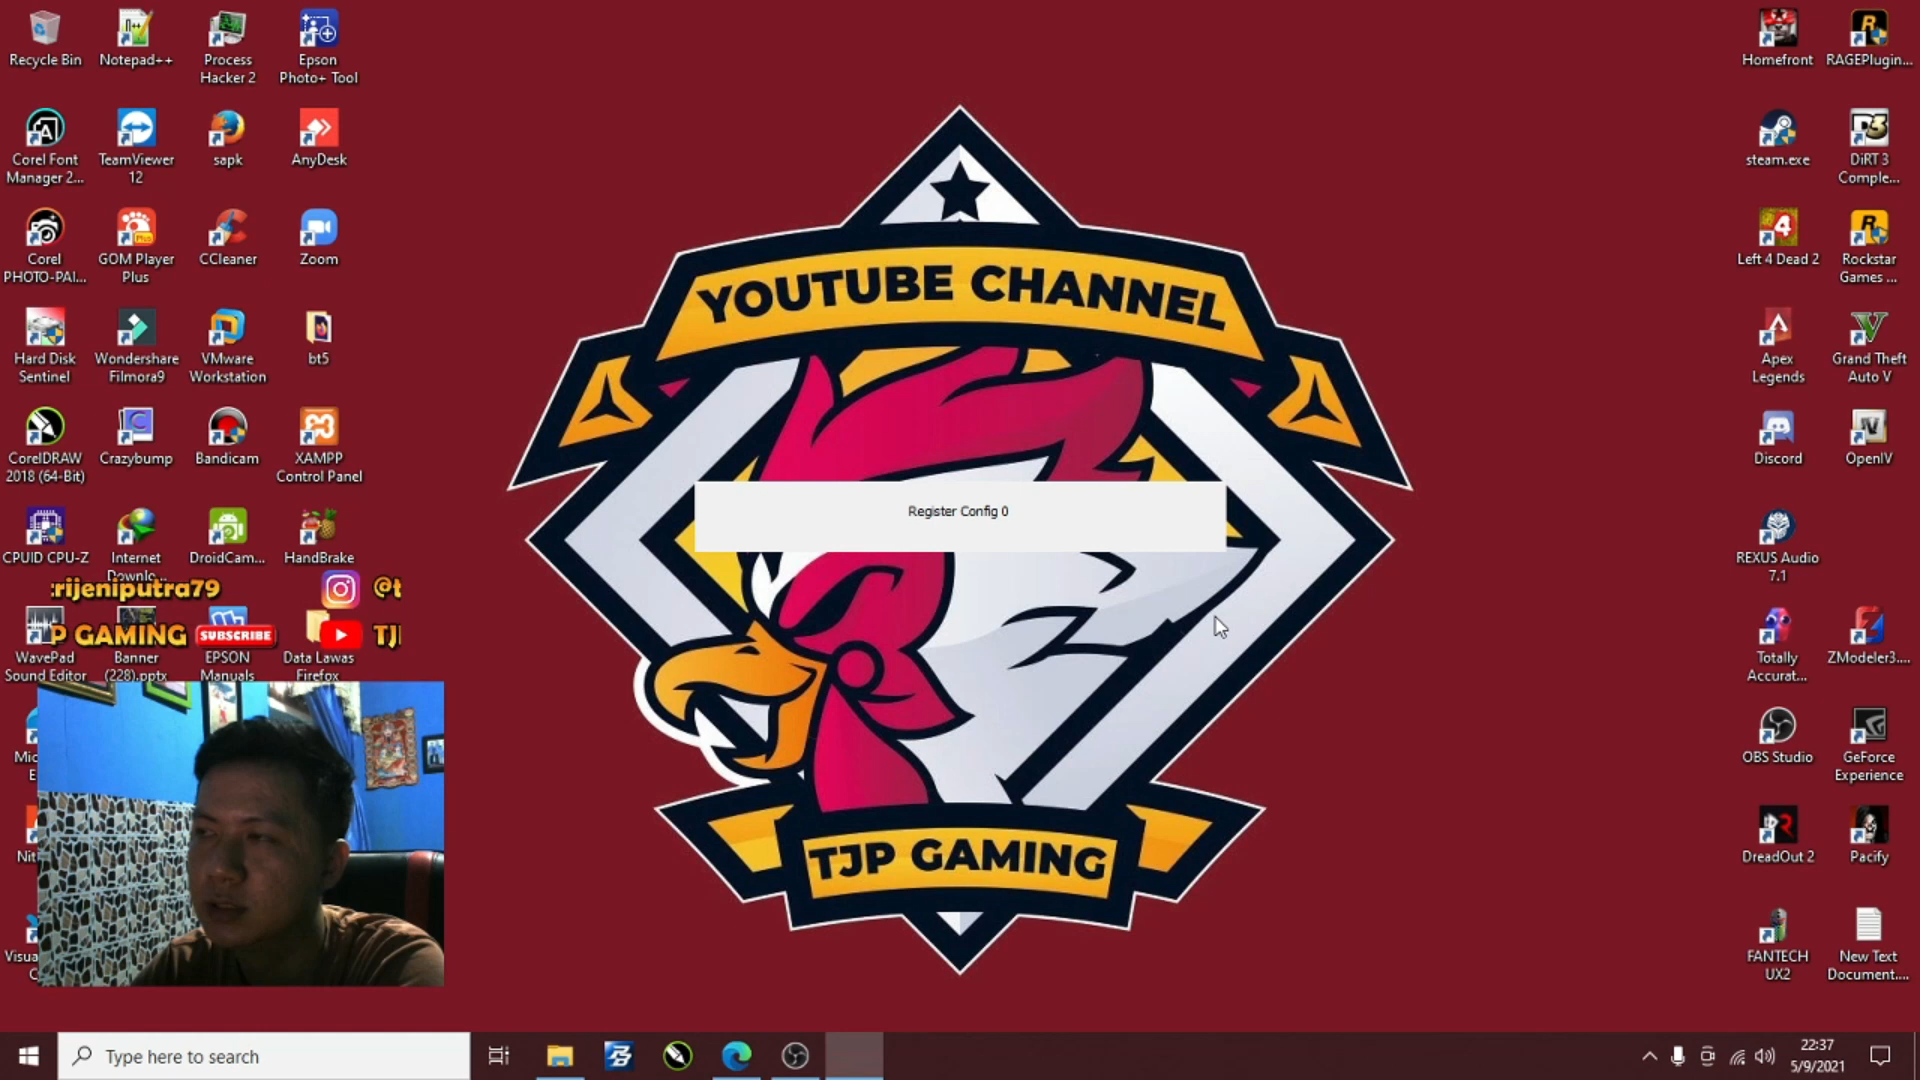 Recycle Bin
Notepad++
Process
Hacker 2
Epson
Photo+ Tool
Corel Font
Manager 2...
TeamViewer
12
sapk
AnyDesk
Corel
PHOTO-PAI...
GOM Player
Plus
CCleaner
Zoom
Hard Disk
Sentinel
Wondershare
Filmora9
VMware
Workstation
bt5
CorelDRAW
2018 (64-Bit)
Crazybump
Bandicam
XAMPP
Control Panel
CPUID CPU-Z
Internet
Downlo...
DroidCam...
HandBrake
rijeniputra79
@t
P GAMING
SUBSCRIBE
TJ
WavePad
Sound Editor
Banner
(228).pptx
EPSON
Manuals
Data Lawas
Firefox
Mic
E
Nit
Visua
C
YOUTUBE CHANNEL
Register Config 0
TJP GAMING
Homefront
RAGEPlugin...
steam.exe
DiRT 3
Comple...
Left 4 Dead 2
Rockstar
Games ...
Apex
Legends
Grand Theft
Auto V
Discord
OpenIV
REXUS Audio
7.1
Totally
Accurat...
ZModeler3....
OBS Studio
GeForce
Experience
DreadOut 2
Pacify
FANTECH
UX2
New Text
Document....
Type here to search
22:37
5/9/2021